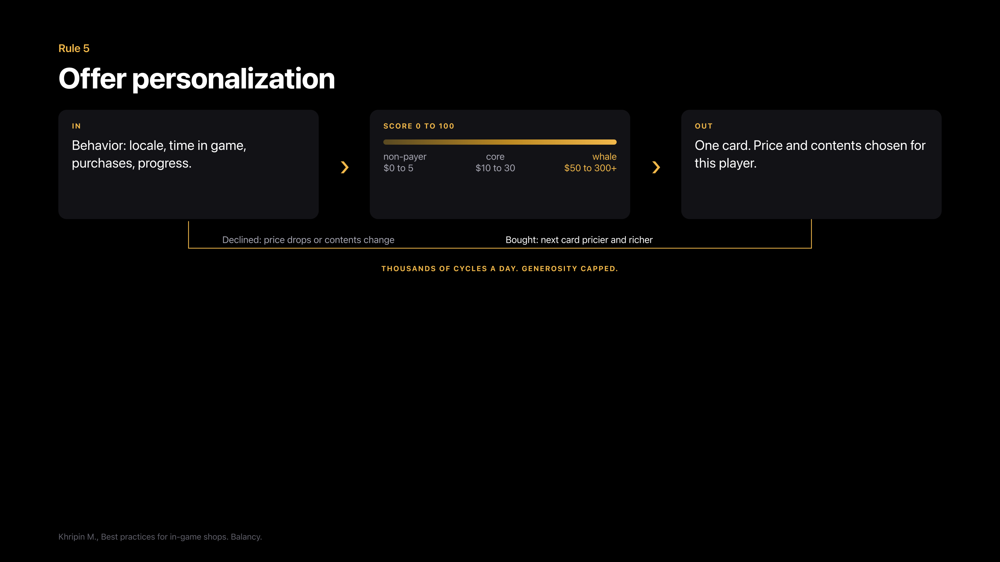 Rule 5
Offer personalization
IN
Behavior: locale, time in game,
purchases, progress.
SCORE 0 TO 100
non-payer
$0 to 5
core
$10 to 30
whale
$50 to 300+
OUT
One card. Price and contents chosen for
this player.
Declined: price drops or contents change
Bought: next card pricier and richer
THOUSANDS OF CYCLES A DAY. GENEROSITY CAPPED.
Khripin M., Best practices for in-game shops. Balancy.